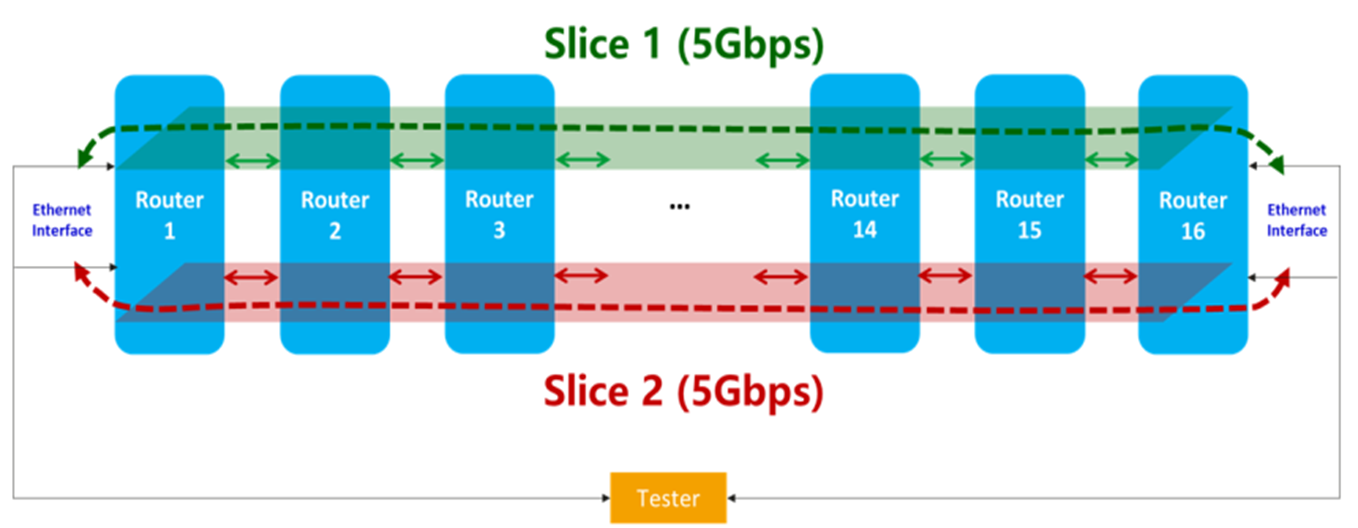 Slice 1 (5Gbps)
Ethernet
Interface
Router
1
Router
2
Router
3
...
Router
14
Router
15
Router
16
Ethernet
Interface
Slice 2 (5Gbps)
Tester